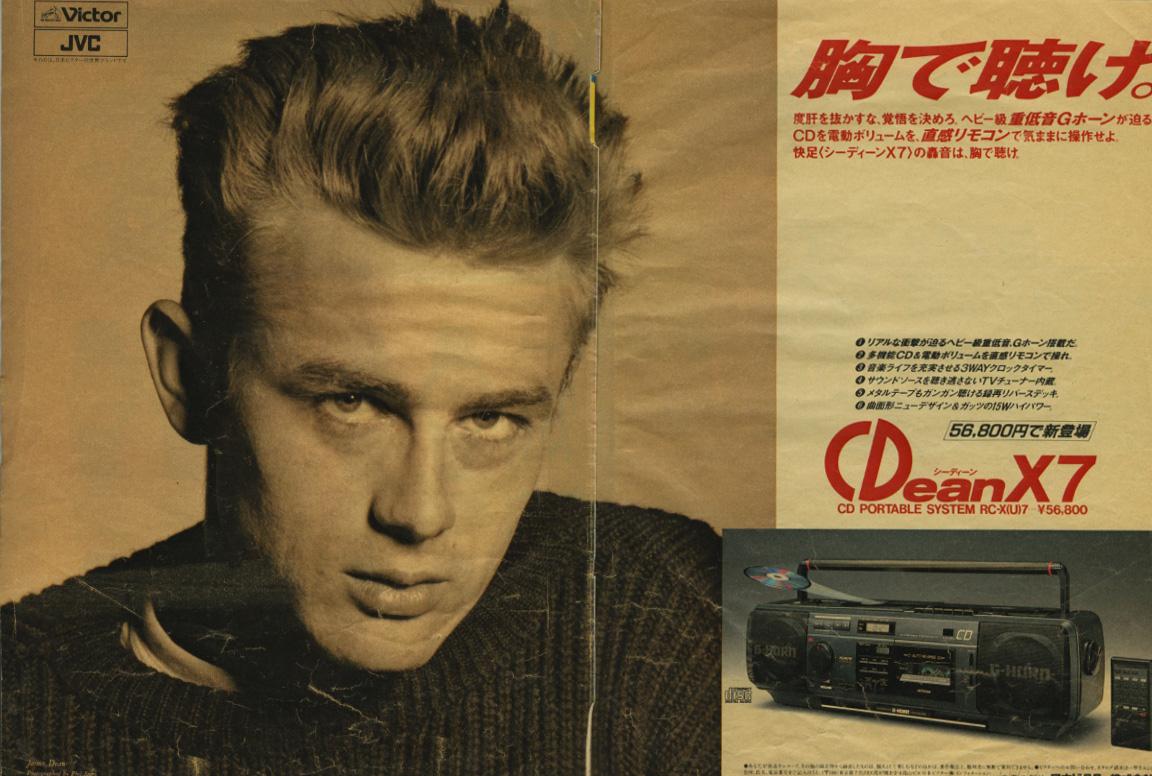 Victor
JVC
胸で聴け。
度肝を抜かすな、覚悟を決めろ。ヘビー級重低音Gホーンが迫る
CDを電動ボリュームを、直感リモコンで気ままに操作せよ。
快足〈シーディーンX7〉の轟音は、胸で聴け。
❶リアルな衝撃が迫るヘビー級重低音、Gホーン搭載だ。
❷多機能CD&電動ボリュームを直感リモコンで操れ。
❸音楽ライフを充実させる3WAYクロックタイマー。
❹サウンドソースを聴き逃さないTVチューナー内蔵。
❺メタルテープもガンガン聴ける録再リバースデッキ。
❻曲面形ニューデザイン&ガッツの15Wハイパワー。
56,800円で新登場
シーディーン
CDeanX7
CD PORTABLE SYSTEM RC-X(U)7 ¥56,800
CD
G-HORN
G-HORN
G-HORN
James Dean